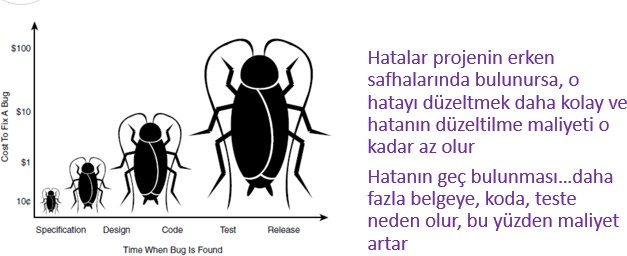 $100
$10
$1
10¢
Cost To Fix A Bug
Specification Design Code Test Release
Time When Bug Is Found
Hatalar projenin erken
safhalarında bulunursa, o
hatayı düzeltmek daha kolay ve
hatanın düzeltilme maliyeti o
kadar az olur
Hatanın geç bulunması...daha
fazla belgeye, koda, teste
neden olur, bu yüzden maliyet
artar